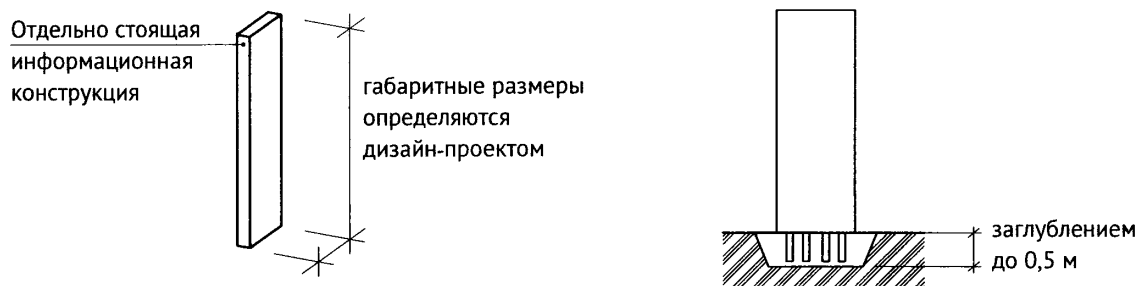 Отдельно стоящая
информационная
конструкция
габаритные размеры
определяются
дизайн-проектом
заглублением
до 0,5 м